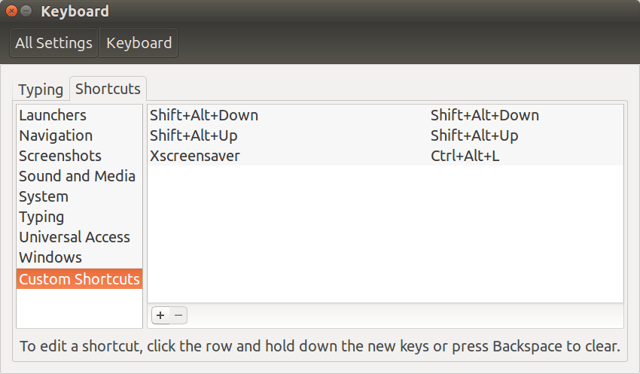 Keyboard
All Settings Keyboard
Typing Shortcuts
Launchers
Navigation
Screenshots
Sound and Media
System
Typing
Universal Access
Windows
Custom Shortcuts
Shift+Alt+Down Shift+Alt+Down
Shift+Alt+Up Shift+Alt+Up
Xscreensaver Ctrl+Alt+L
+ −
To edit a shortcut, click the row and hold down the new keys or press Backspace to clear.